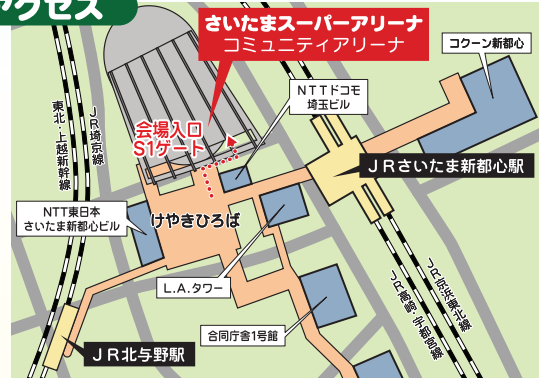 アクセス
さいたまスーパーアリーナ
コミュニティアリーナ
コクーン新都心
NTTドコモ
埼玉ビル
会場入口
S1ゲート
JR埼京線
東北・上越新幹線
JRさいたま新都心駅
NTT東日本
さいたま新都心ビル
けやきひろば
L.A.タワー
合同庁舎1号館
JR北与野駅
JR京浜東北線
JR高崎・宇都宮線